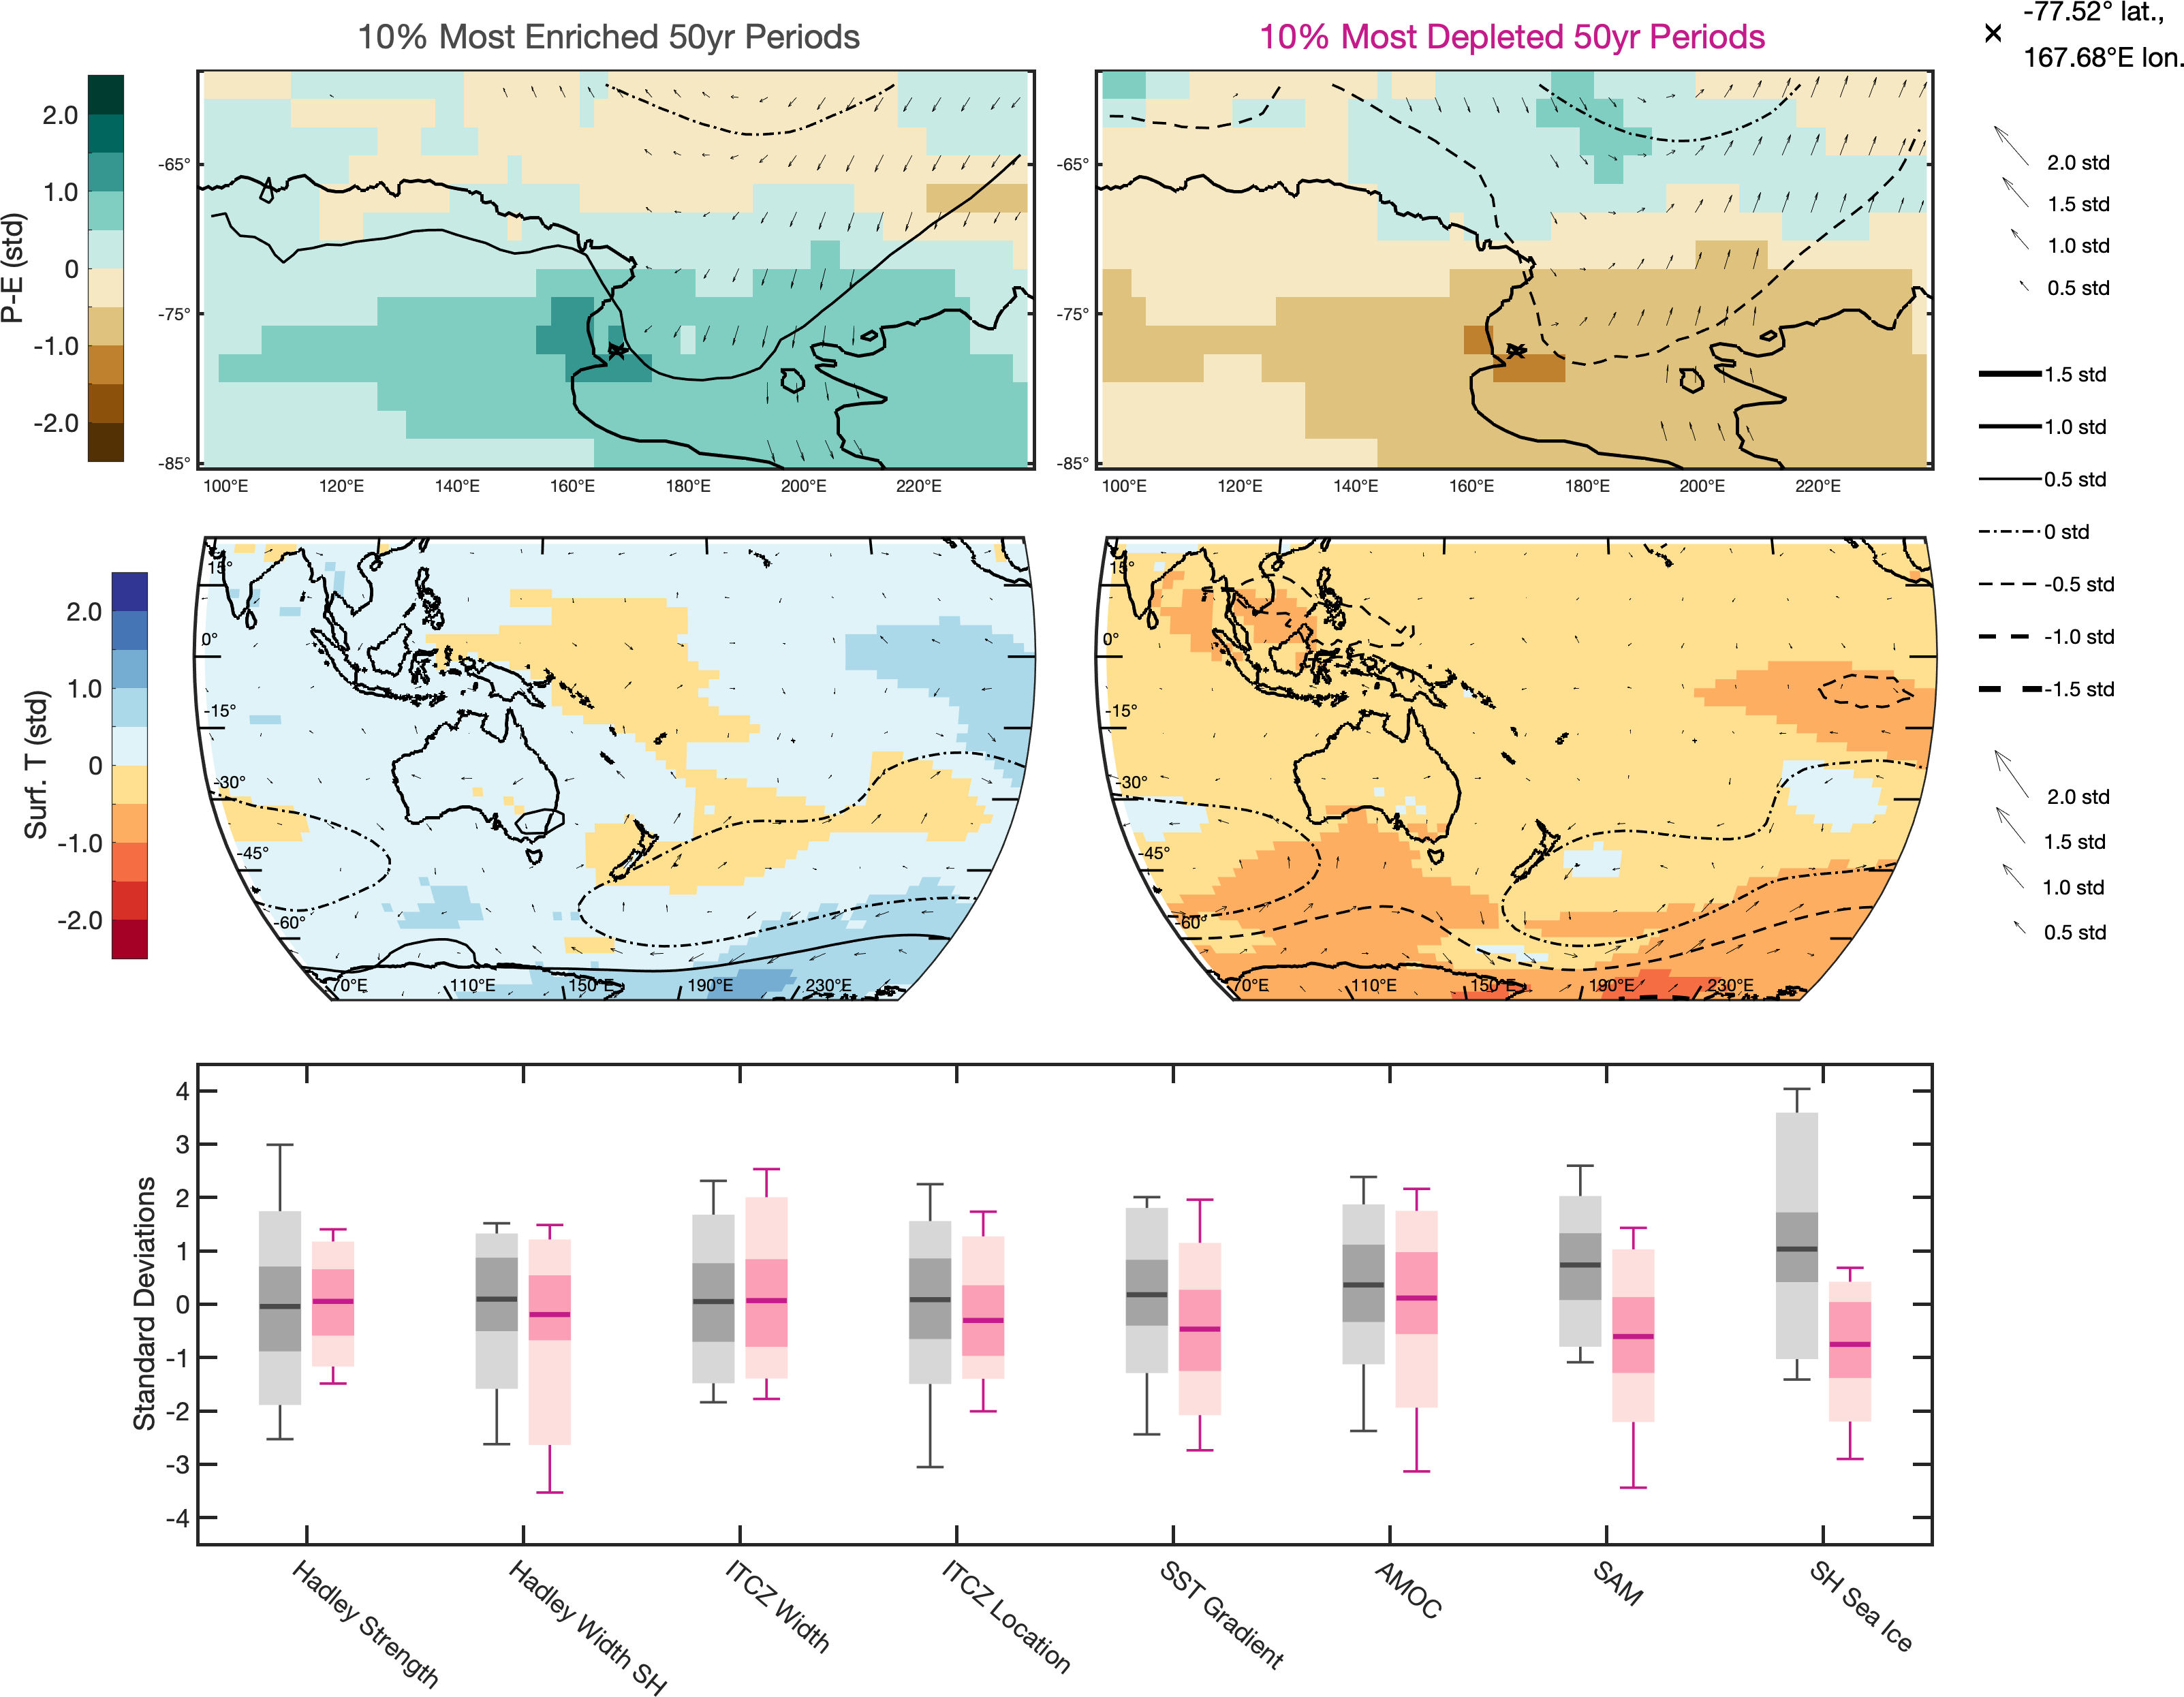 10% Most Enriched 50yr Periods
10% Most Depleted 50yr Periods
-77.52° lat.,
167.68°E lon.
P-E (std)
2.0
1.0
0
-1.0
-2.0
-65°
-75°
-85°
100°E 120°E 140°E 160°E 180°E 200°E 220°E
-65°
-75°
-85°
100°E 120°E 140°E 160°E 180°E 200°E 220°E
2.0 std
1.5 std
1.0 std
0.5 std
1.5 std
1.0 std
0.5 std
0 std
-0.5 std
-1.0 std
-1.5 std
2.0 std
1.5 std
1.0 std
0.5 std
Surf. T (std)
2.0
1.0
0
-1.0
-2.0
15°
0°
-15°
-30°
-45°
-60°
70°E 110°E 150°E 190°E 230°E
15°
0°
-15°
-30°
-45°
-60°
70°E 110°E 150°E 190°E 230°E
Standard Deviations
4
3
2
1
0
-1
-2
-3
-4
Hadley Strength
Hadley Width SH
ITCZ Width
ITCZ Location
SST Gradient
AMOC
SAM
SH Sea Ice